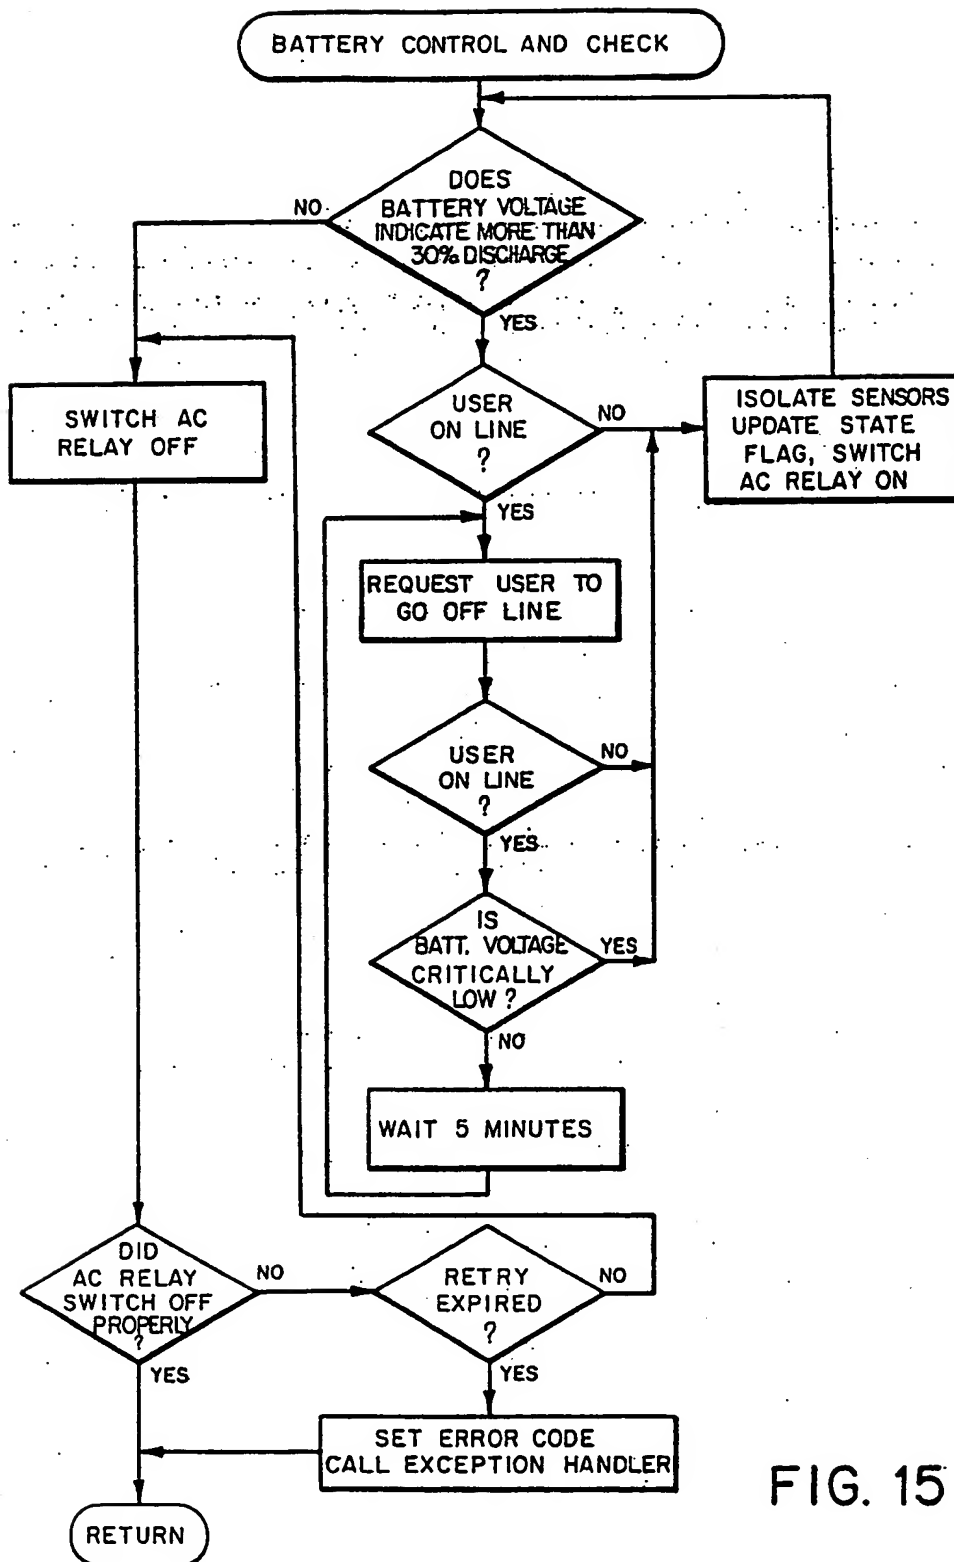 BATTERY CONTROL AND CHECK
DOES
BATTERY VOLTAGE
INDICATE MORE THAN
30% DISCHARGE
?
NO
YES
SWITCH AC
RELAY OFF
USER
ON LINE
?
NO
YES
ISOLATE SENSORS
UPDATE STATE
FLAG, SWITCH
AC RELAY ON
REQUEST USER TO
GO OFF LINE
USER
ON LINE
?
NO
YES
IS
BATT. VOLTAGE
CRITICALLY
LOW ?
YES
NO
WAIT 5 MINUTES
DID
AC RELAY
SWITCH OFF
PROPERLY
?
NO
YES
RETRY
EXPIRED
?
NO
YES
SET ERROR CODE
CALL EXCEPTION HANDLER
RETURN
FIG. 15